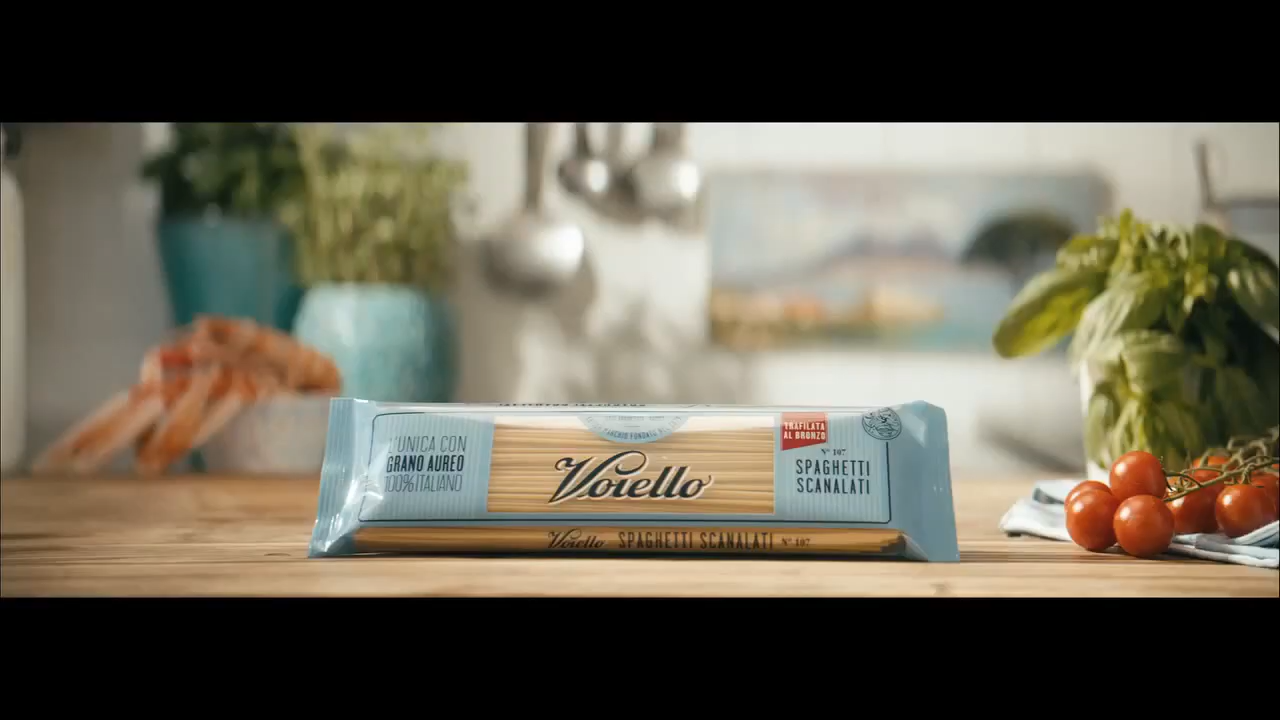 L'UNICA CON
GRANO AUREO
100% ITALIANO
Voiello
TRAFILATA
AL BRONZO
N° 107
SPAGHETTI
SCANALATI
Voiello SPAGHETTI SCANALATI N° 107